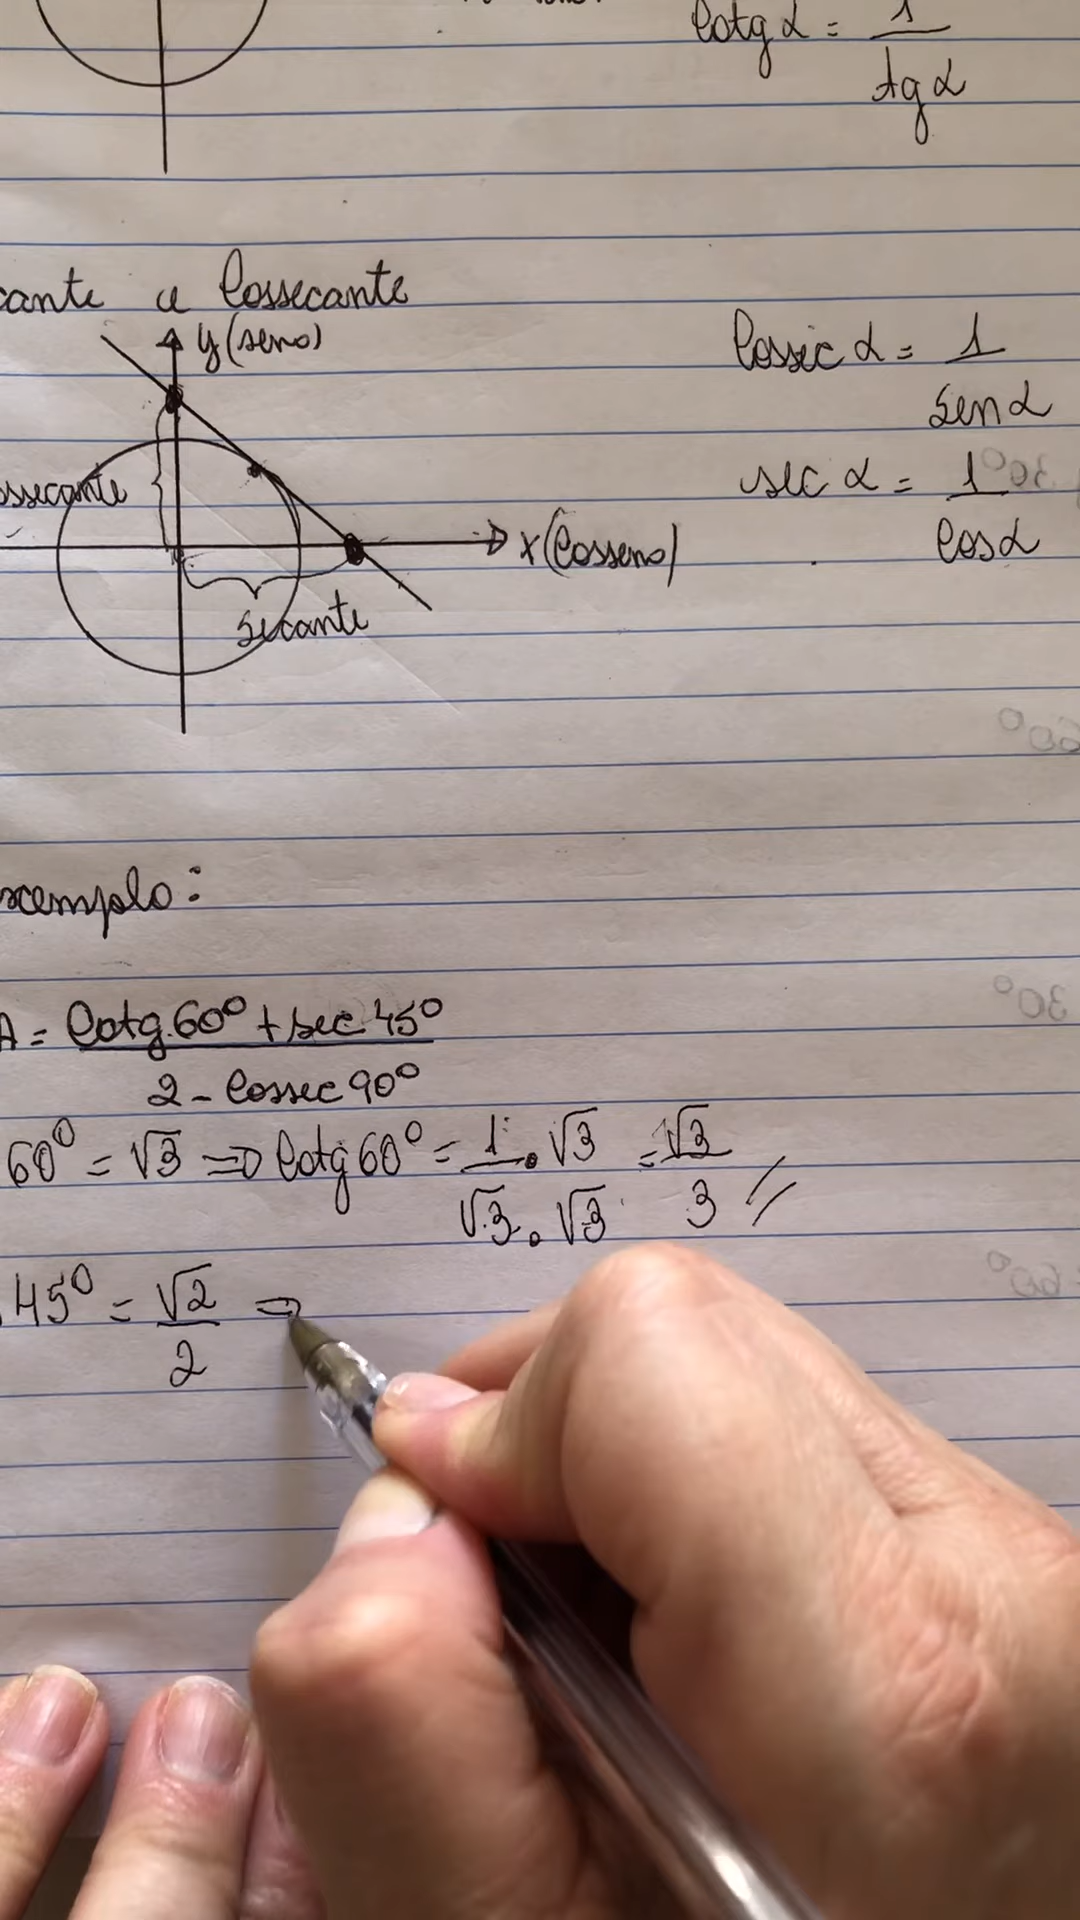 Cotg α = 1 / tg α
cante e Cossecante
y (seno)
Cossec α = 1 / Sen α
ossecante
sec α = 1 / Cos α
x (Cosseno)
Secante
xemplo:
A = Cotg 60° + sec 45° / 2 - Cossec 90°
60° = √3 ⇒ Cotg 60° = 1 . √3 / √3 . √3 = √3 / 3 //
45° = √2 / 2 ⇒